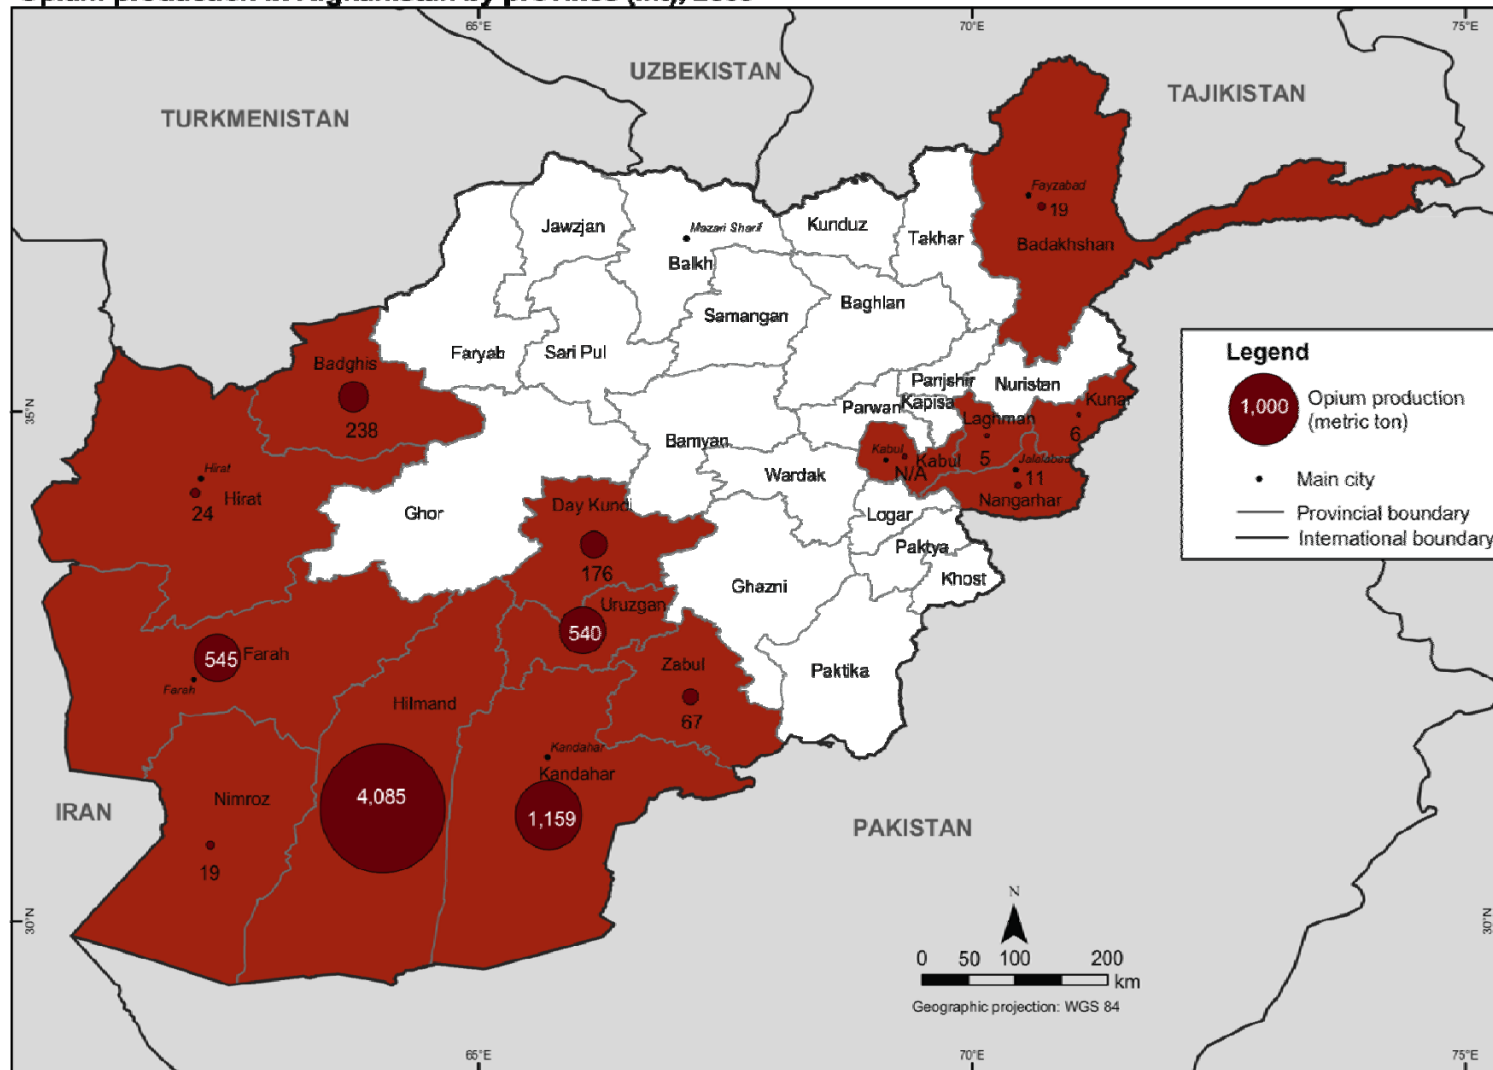 65°E
70°E
75°E
UZBEKISTAN
TAJIKISTAN
TURKMENISTAN
Fayzabad
19
Badakhshan
Jawzjan
Mazari Sharif
Kunduz
Takhar
Balkh
Baghlan
Samangan
Faryab
Sari Pul
Badghis
238
35°N
Panjshir
Nuristan
Kapisa
Parwan
Laghman
Kunar
6
Kabul
Kabul
N/A
5
Jalalabad
11
Nangarhar
Bamyan
Wardak
Hirat
Hirat
24
Ghor
Day Kundi
176
Logar
Paktya
Khost
Ghazni
Uruzgan
540
545
Farah
Farah
Zabul
67
Paktika
Hilmand
4,085
Kandahar
Kandahar
1,159
Nimroz
19
IRAN
PAKISTAN
Legend
1,000
Opium production
(metric ton)
Main city
Provincial boundary
International boundary
30°N
30°N
N
0 50 100 200
km
Geographic projection: WGS 84
65°E
70°E
75°E